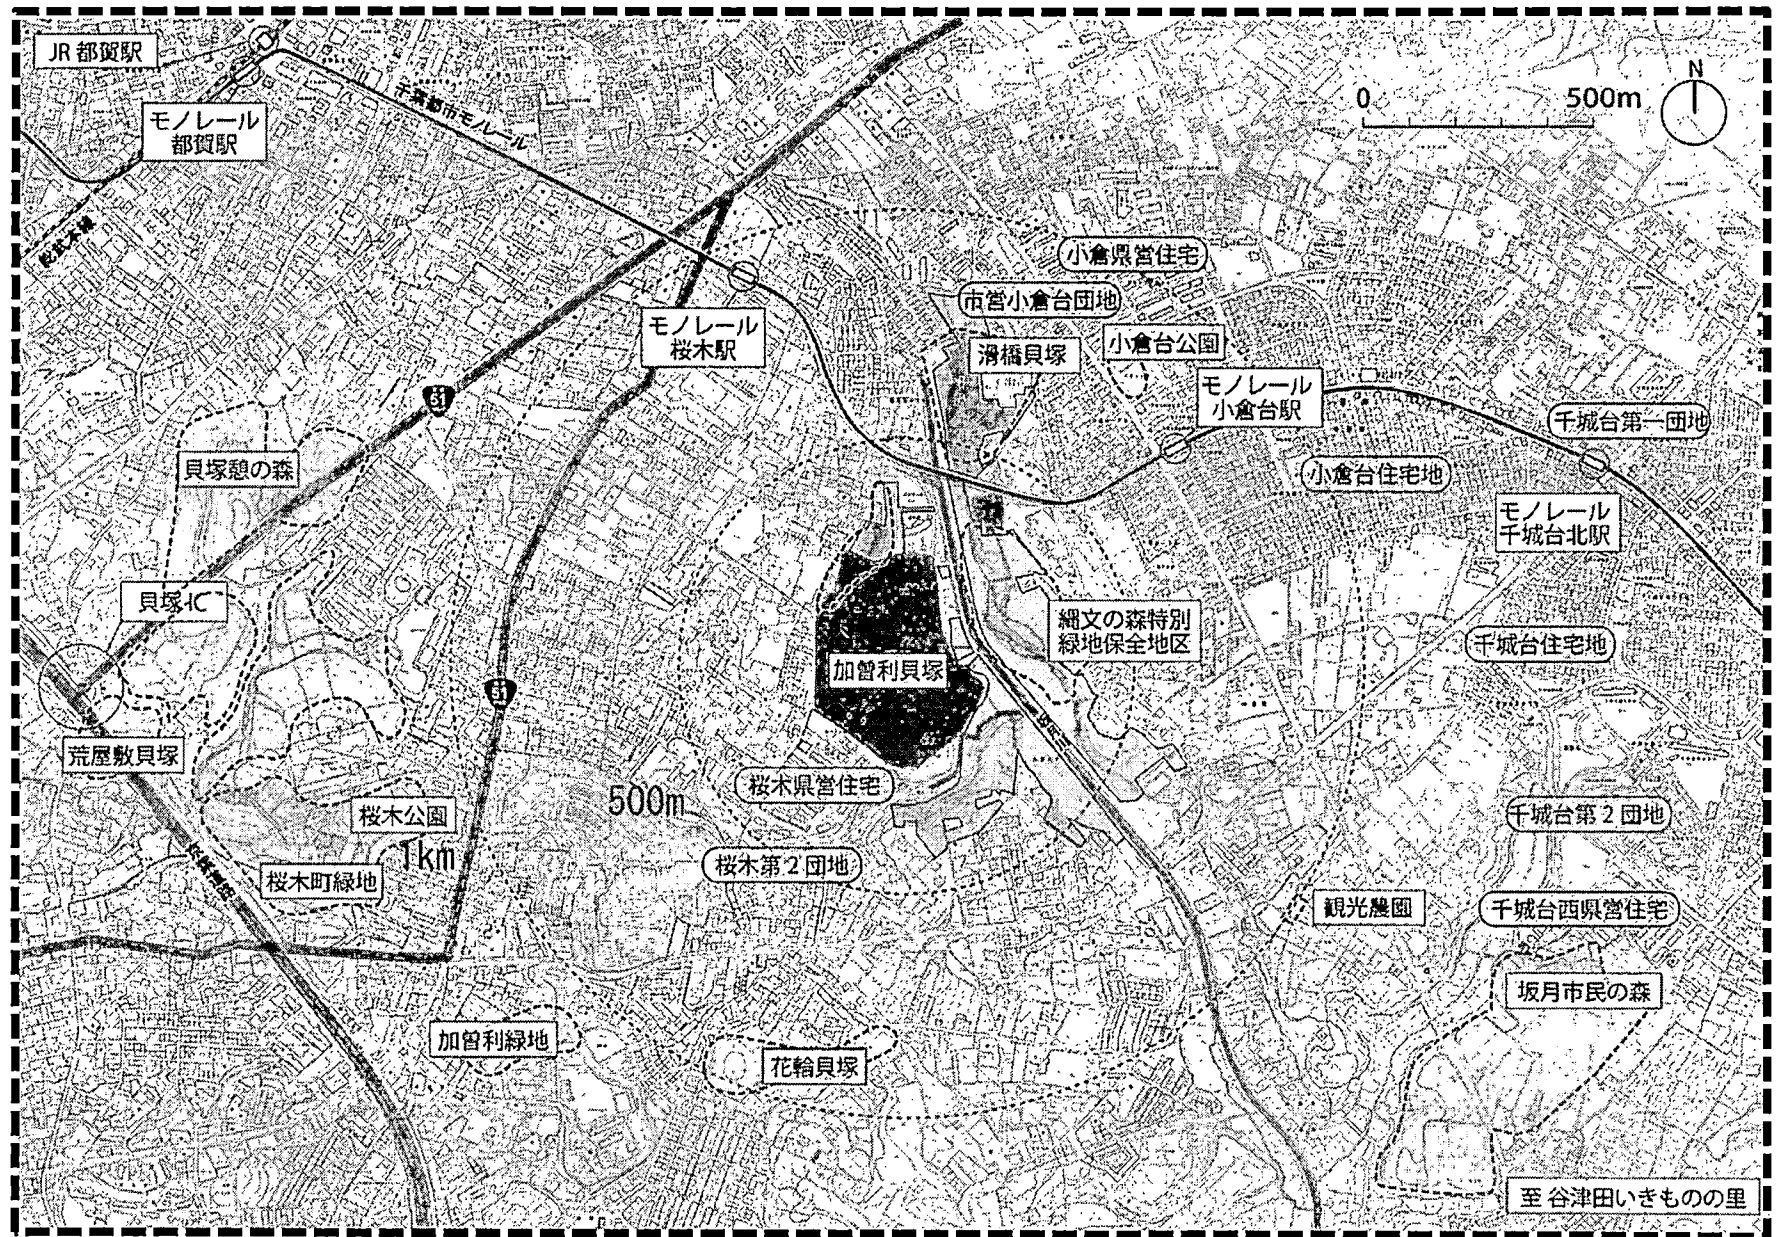 JR 都賀駅
モノレール
都賀駅
千葉都市モノレール
総武本線
0 500m
N
小倉県営住宅
市営小倉台団地
モノレール
桜木駅
滑橋貝塚
小倉台公園
モノレール
小倉台駅
51
千城台第一団地
貝塚憩の森
小倉台住宅地
モノレール
千城台北駅
貝塚IC
縄文の森特別
緑地保全地区
加曽利貝塚
千城台住宅地
51
荒屋敷貝塚
桜木県営住宅
500m
桜木公園
千城台第2団地
1km
桜木第2団地
桜木町緑地
観光農園
千城台西県営住宅
坂月市民の森
加曽利緑地
花輪貝塚
至 谷津田いきものの里